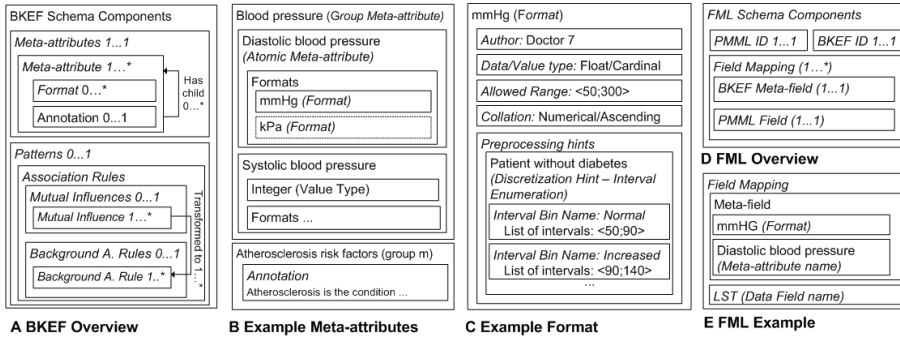 BKEF Schema Components
Meta-attributes 1...1
Meta-attribute 1…*
Format 0…*
Annotation 0...1
Has
child
0…*
Patterns 0...1
Association Rules
Mutual Influences 0...1
Mutual Influence 1…*
Transformed to 1…*
Background A. Rules 0...1
Background A. Rule 1..*
A BKEF Overview
Blood pressure (Group Meta-attribute)
Diastolic blood pressure
(Atomic Meta-attribute)
Formats
mmHg (Format)
kPa (Format)
Systolic blood pressure
Integer (Value Type)
Formats ...
Atherosclerosis risk factors (group m)
Annotation
Atherosclerosis is the condition ...
B Example Meta-attributes
mmHg (Format)
Author: Doctor 7
Data/Value type: Float/Cardinal
Allowed Range: <50;300>
Collation: Numerical/Ascending
Preprocessing hints
Patient without diabetes
(Discretization Hint – Interval
Enumeration)
Interval Bin Name: Normal
List of intervals: <50;90>
Interval Bin Name: Increased
List of intervals: <90;140>
...
C Example Format
FML Schema Components
PMML ID 1...1
BKEF ID 1...1
Field Mapping (1…*)
BKEF Meta-field (1...1)
PMML Field (1...1)
D FML Overview
Field Mapping
Meta-field
mmHG (Format)
Diastolic blood pressure
(Meta-attribute name)
LST (Data Field name)
E FML Example